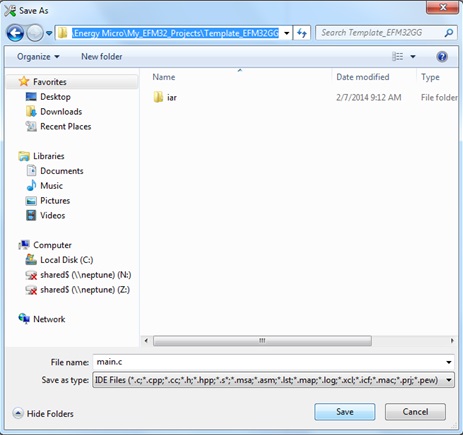 Save As
\Energy Micro\My_EFM32_Projects\Template_EFM32GG
Search Template_EFM32GG
Organize
New folder
Favorites
Desktop
Downloads
Recent Places
Libraries
Documents
Music
Pictures
Videos
Computer
Local Disk (C:)
shared$ (\\neptune) (N:)
shared$ (\\neptune) (Z:)
Network
Name Date modified Type
iar 2/7/2014 9:12 AM File folder
File name: main.c
Save as type: IDE Files (*.c;*.cpp;*.cc;*.h;*.hpp;*.s*;*.msa;*.asm;*.lst;*.map;*.log;*.xcl;*.icf;*.mac;*.prj;*.pew)
Hide Folders
Save
Cancel